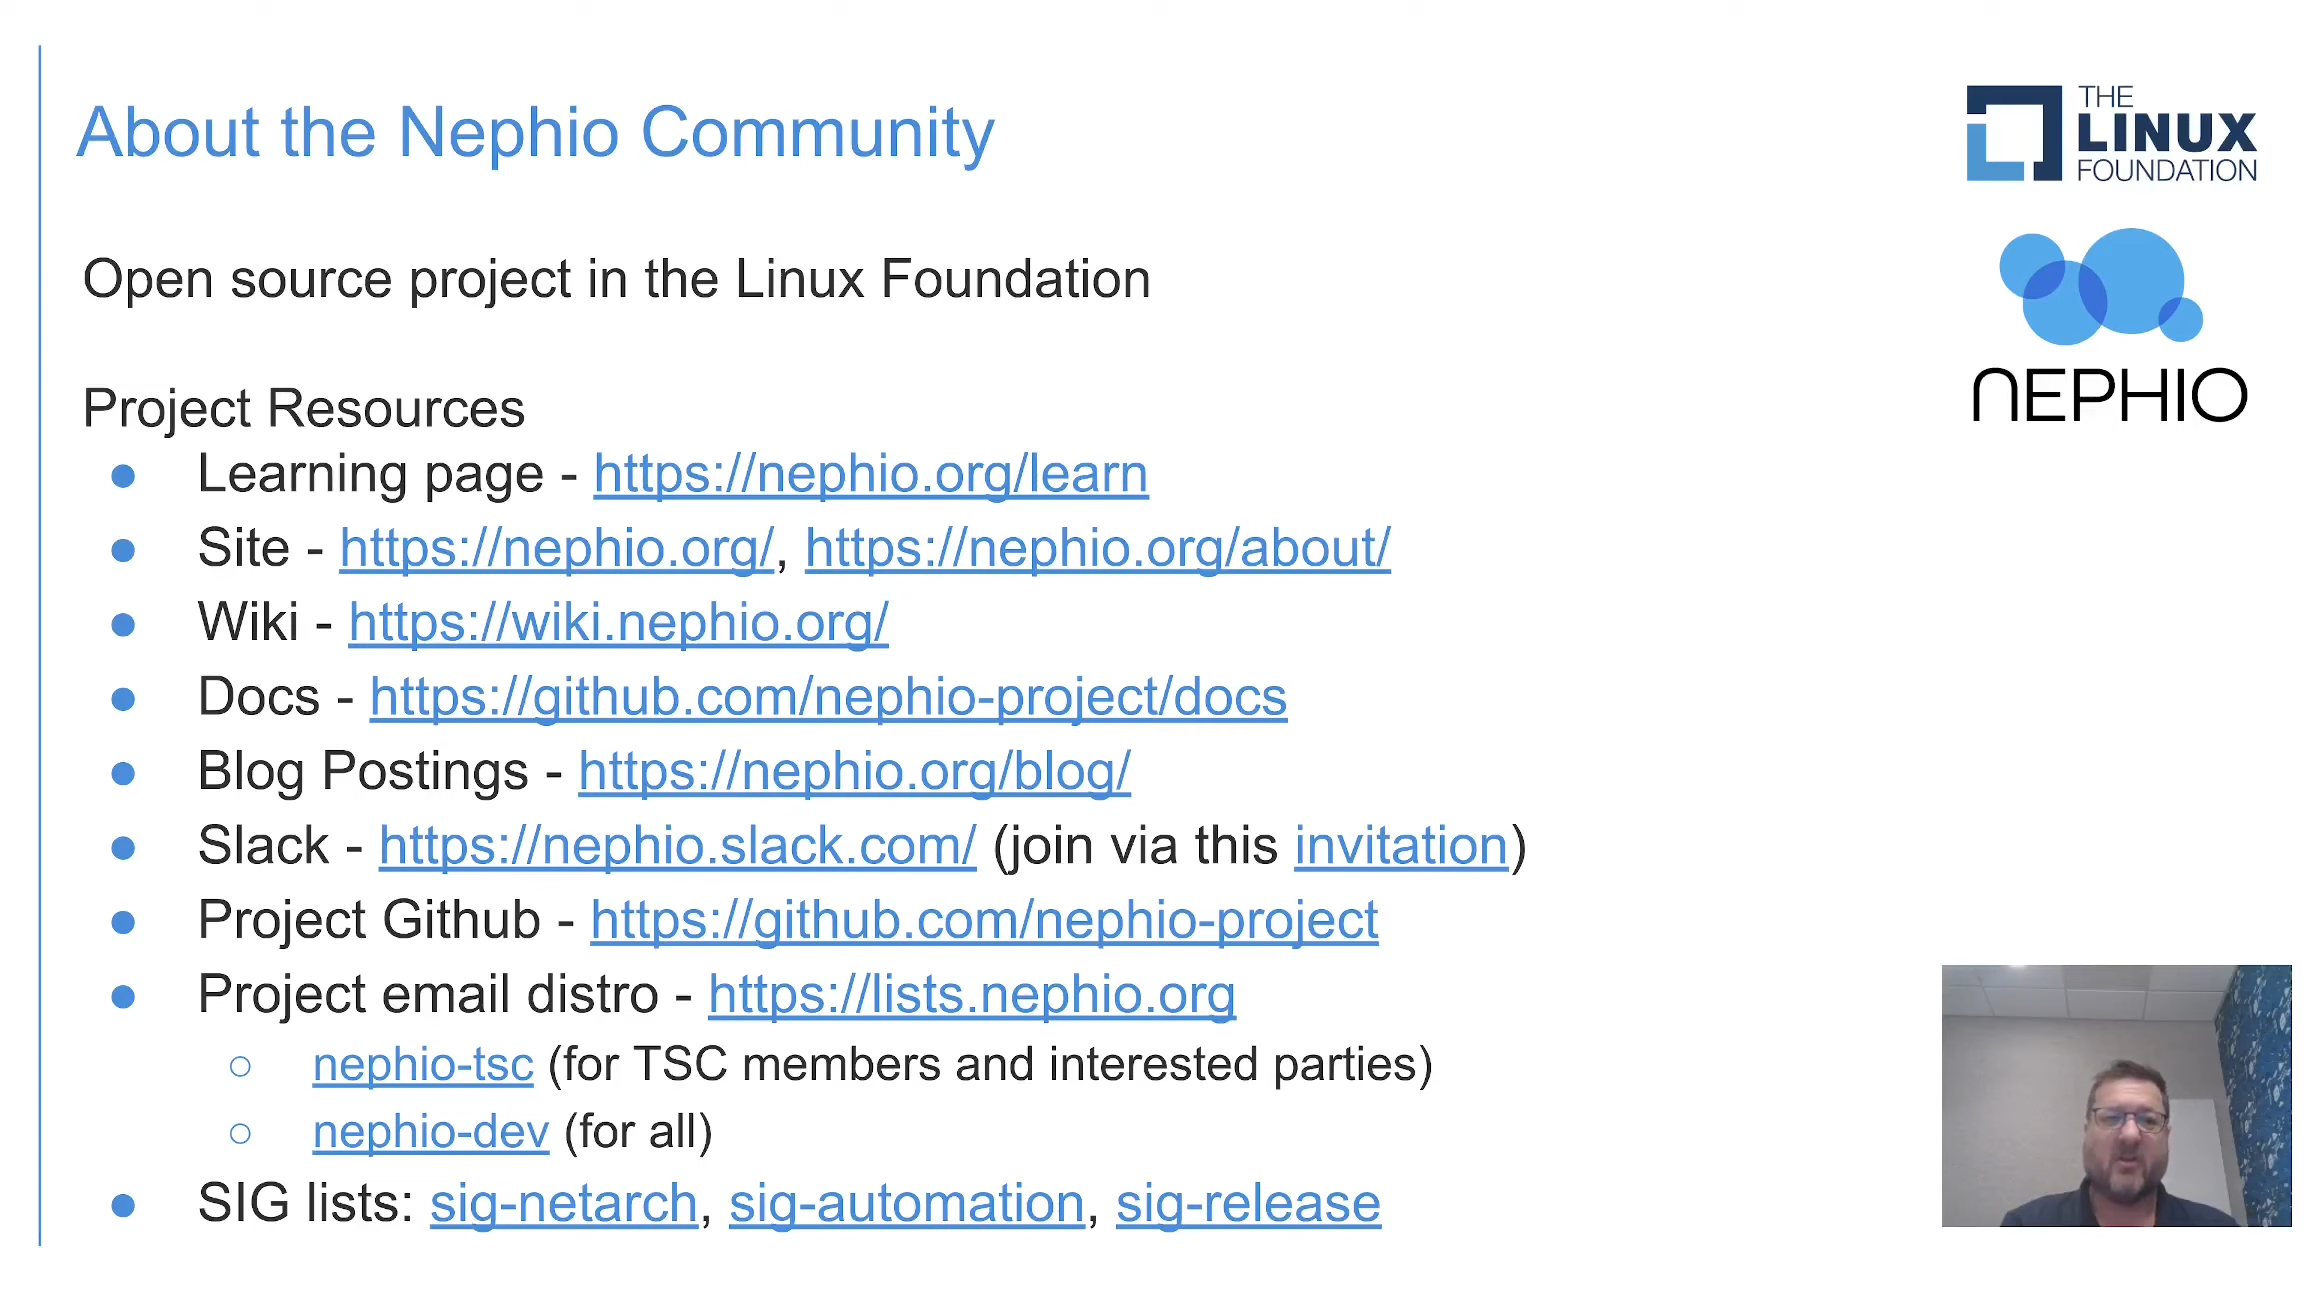 About the Nephio Community
THE
LINUX
FOUNDATION
Open source project in the Linux Foundation
NEPHIO
Project Resources
● Learning page - https://nephio.org/learn
● Site - https://nephio.org/, https://nephio.org/about/
● Wiki - https://wiki.nephio.org/
● Docs - https://github.com/nephio-project/docs
● Blog Postings - https://nephio.org/blog/
● Slack - https://nephio.slack.com/ (join via this invitation)
● Project Github - https://github.com/nephio-project
● Project email distro - https://lists.nephio.org
○ nephio-tsc (for TSC members and interested parties)
○ nephio-dev (for all)
● SIG lists: sig-netarch, sig-automation, sig-release